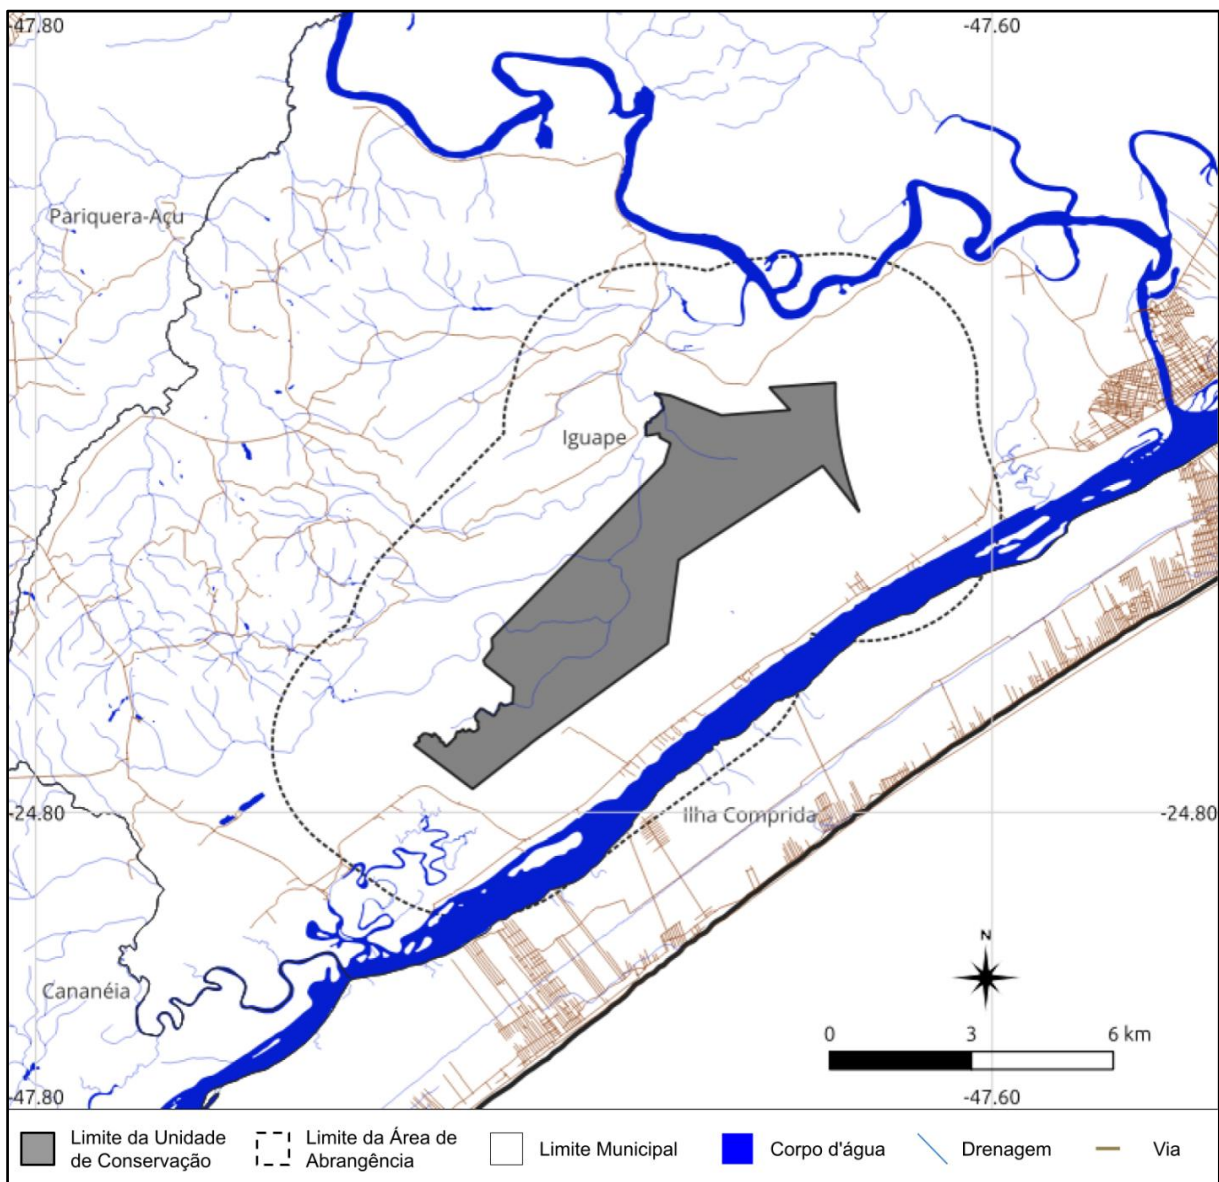 -47.80
-47.60
Pariquera-Açu
Iguape
-24.80
Ilha Comprida
-24.80
N
Cananéia
0 3 6 km
-47.80
-47.60
Limite da Unidade
de Conservação
Limite da Área de
Abrangência
Limite Municipal
Corpo d'água
Drenagem
Via